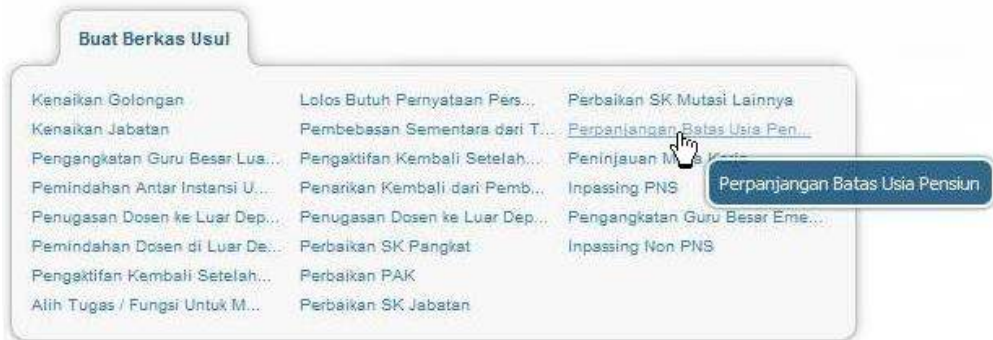 Buat Berkas Usul
Kenaikan Golongan
Kenaikan Jabatan
Pengangkatan Guru Besar Lua...
Pemindahan Antar Instansi U...
Penugasan Dosen ke Luar Dep...
Pemindahan Dosen di Luar De...
Pengaktifan Kembali Setelah...
Alih Tugas / Fungsi Untuk M...
Lolos Butuh Pernyataan Pers...
Pembebasan Sementara dari T...
Pengaktifan Kembali Setelah...
Penarikan Kembali dari Pemb...
Penugasan Dosen ke Luar Dep...
Perbaikan SK Pangkat
Perbaikan PAK
Perbaikan SK Jabatan
Perbaikan SK Mutasi Lainnya
Perpanjangan Batas Usia Pen...
Peninjauan Masa Kerja
Inpassing PNS
Pengangkatan Guru Besar Eme...
Inpassing Non PNS
Perpanjangan Batas Usia Pensiun